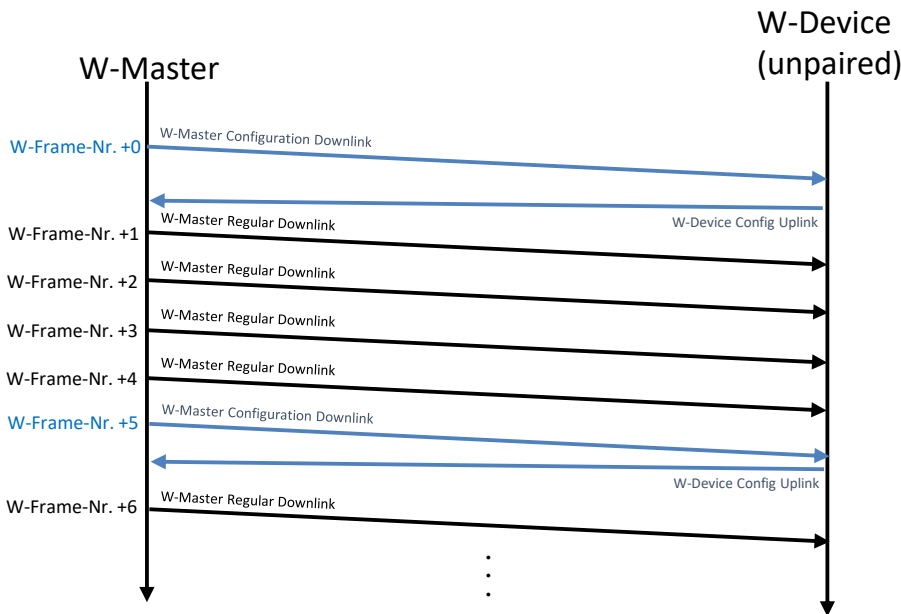 W-Device
(unpaired)
W-Master
W-Master Configuration Downlink
W-Frame-Nr. +0
W-Device Config Uplink
W-Master Regular Downlink
W-Frame-Nr. +1
W-Master Regular Downlink
W-Frame-Nr. +2
W-Master Regular Downlink
W-Frame-Nr. +3
W-Master Regular Downlink
W-Frame-Nr. +4
W-Master Configuration Downlink
W-Frame-Nr. +5
W-Device Config Uplink
W-Master Regular Downlink
W-Frame-Nr. +6